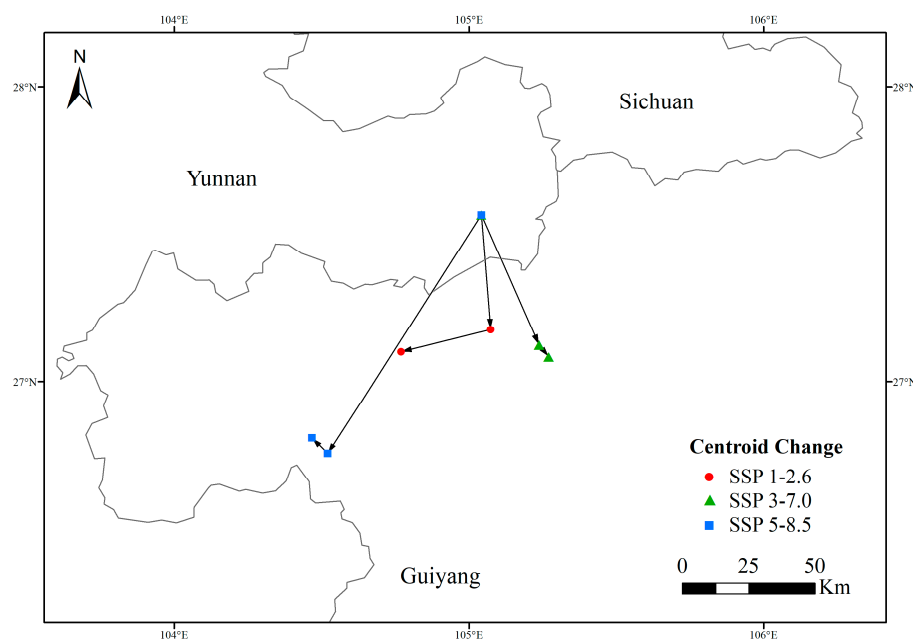 104°E 105°E 106°E
N
28°N 28°N
Sichuan
Yunnan
27°N 27°N
Centroid Change
SSP 1-2.6
SSP 3-7.0
SSP 5-8.5
Guiyang
0 25 50
Km
104°E 105°E 106°E